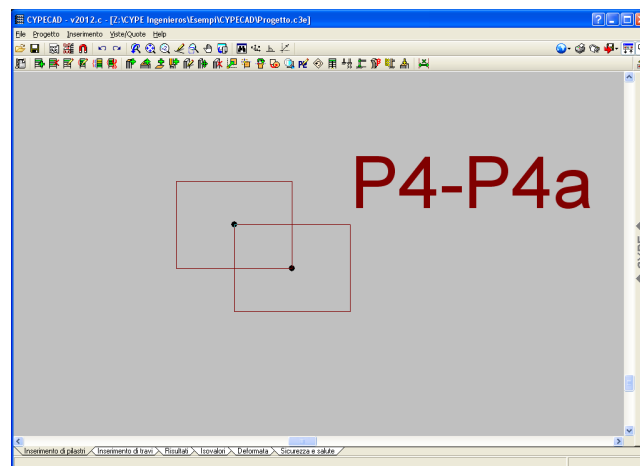 CYPECAD - v2012.c - [Z:\CYPE Ingenieros\Esempi\CYPECAD\Progetto.c3e]
File Progetto Inserimento Viste/Quote Help
P4-P4a
CYPE
Inserimento di pilastri Inserimento di travi Risultati Isovalori Deformata Sicurezza e salute